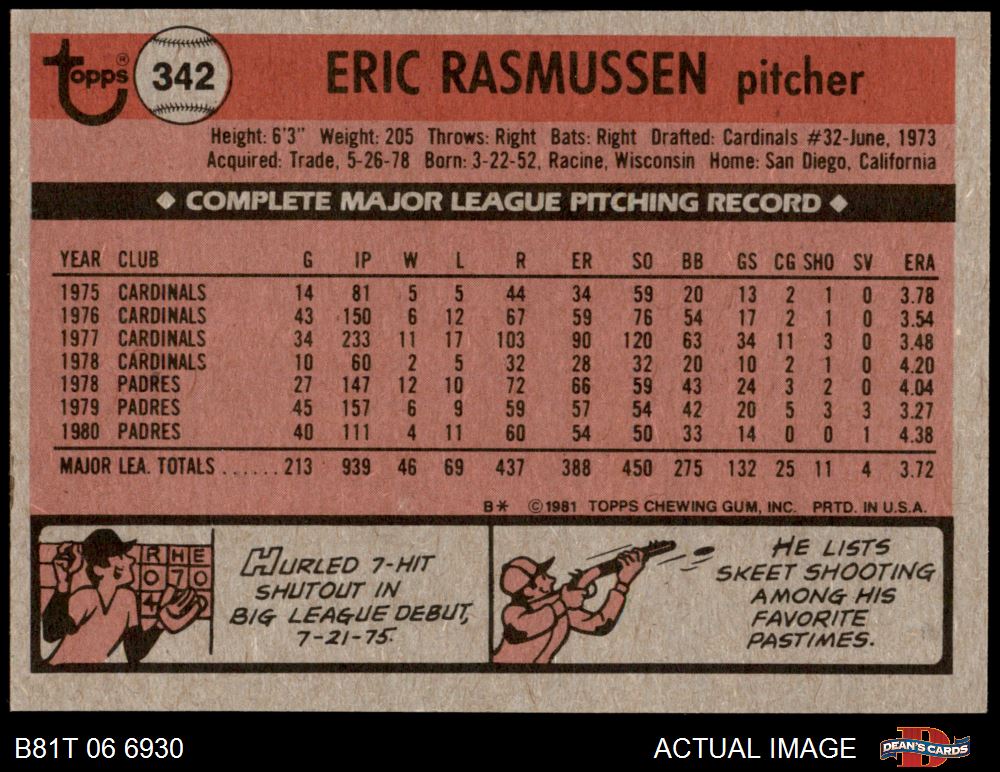 Topps®
342
ERIC RASMUSSEN pitcher
Height: 6'3" Weight: 205 Throws: Right Bats: Right Drafted: Cardinals #32-June, 1973
Acquired: Trade, 5-26-78 Born: 3-22-52, Racine, Wisconsin Home: San Diego, California
◆ COMPLETE MAJOR LEAGUE PITCHING RECORD ◆
YEAR CLUB G IP W L R ER SO BB GS CG SHO SV ERA
1975 CARDINALS 14 81 5 5 44 34 59 20 13 2 1 0 3.78
1976 CARDINALS 43 150 6 12 67 59 76 54 17 2 1 0 3.54
1977 CARDINALS 34 233 11 17 103 90 120 63 34 11 3 0 3.48
1978 CARDINALS 10 60 2 5 32 28 32 20 10 2 1 0 4.20
1978 PADRES 27 147 12 10 72 66 59 43 24 3 2 0 4.04
1979 PADRES 45 157 6 9 59 57 54 42 20 5 3 3 3.27
1980 PADRES 40 111 4 11 60 54 50 33 14 0 0 1 4.38
MAJOR LEA. TOTALS ...... 213 939 46 69 437 388 450 275 132 25 11 4 3.72
B* ©1981 TOPPS CHEWING GUM, INC. PRTD. IN U.S.A.
R H E
0 7 0
4
HURLED 7-HIT
SHUTOUT IN
BIG LEAGUE DEBUT,
7-21-75.
HE LISTS
SKEET SHOOTING
AMONG HIS
FAVORITE
PASTIMES.
B81T 06 6930
ACTUAL IMAGE
D
DEAN'S CARDS